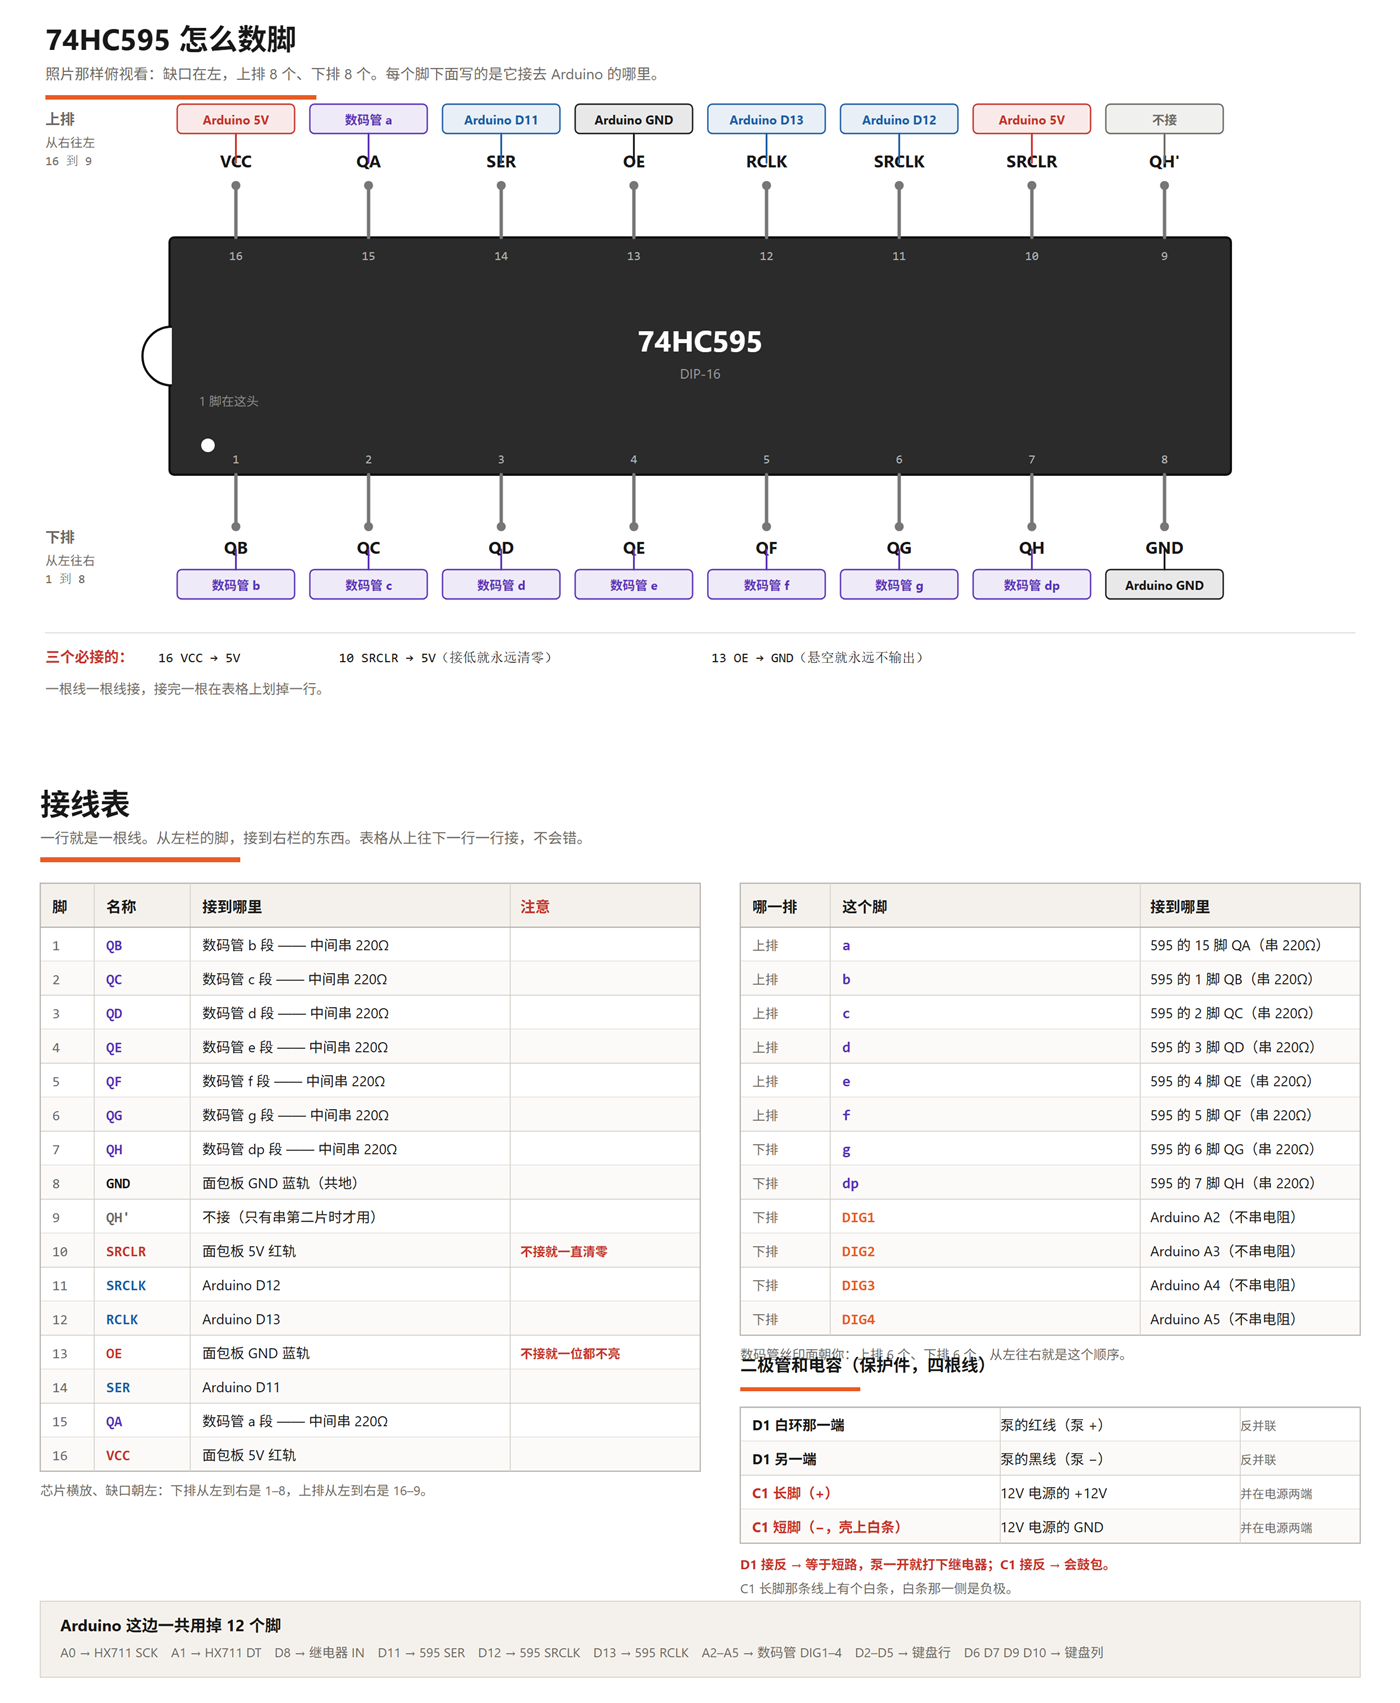 74HC595 怎么数脚
照片那样俯视看：缺口在左，上排 8 个、下排 8 个。每个脚下面写的是它接去 Arduino 的哪里。
上排
从右往左
16 到 9
Arduino 5V 数码管 a Arduino D11 Arduino GND Arduino D13 Arduino D12 Arduino 5V 不接
VCC QA SER OE RCLK SRCLK SRCLR QH'
16 15 14 13 12 11 10 9
74HC595
DIP-16
1 脚在这头
1 2 3 4 5 6 7 8
下排
从左往右
1 到 8
QB QC QD QE QF QG QH GND
数码管 b 数码管 c 数码管 d 数码管 e 数码管 f 数码管 g 数码管 dp Arduino GND
三个必接的： 16 VCC → 5V 10 SRCLR → 5V（接低就永远清零） 13 OE → GND（悬空就永远不输出）
一根线一根线接，接完一根在表格上划掉一行。
接线表
一行就是一根线。从左栏的脚，接到右栏的东西。表格从上往下一行一行接，不会错。
脚 名称 接到哪里 注意
1 QB 数码管 b 段 —— 中间串 220Ω
2 QC 数码管 c 段 —— 中间串 220Ω
3 QD 数码管 d 段 —— 中间串 220Ω
4 QE 数码管 e 段 —— 中间串 220Ω
5 QF 数码管 f 段 —— 中间串 220Ω
6 QG 数码管 g 段 —— 中间串 220Ω
7 QH 数码管 dp 段 —— 中间串 220Ω
8 GND 面包板 GND 蓝轨（共地）
9 QH' 不接（只有串第二片时才用）
10 SRCLR 面包板 5V 红轨 不接就一直清零
11 SRCLK Arduino D12
12 RCLK Arduino D13
13 OE 面包板 GND 蓝轨 不接就一位都不亮
14 SER Arduino D11
15 QA 数码管 a 段 —— 中间串 220Ω
16 VCC 面包板 5V 红轨
芯片横放、缺口朝左：下排从左到右是 1–8，上排从左到右是 16–9。
哪一排 这个脚 接到哪里
上排 a 595 的 15 脚 QA（串 220Ω）
上排 b 595 的 1 脚 QB（串 220Ω）
上排 c 595 的 2 脚 QC（串 220Ω）
上排 d 595 的 3 脚 QD（串 220Ω）
上排 e 595 的 4 脚 QE（串 220Ω）
上排 f 595 的 5 脚 QF（串 220Ω）
下排 g 595 的 6 脚 QG（串 220Ω）
下排 dp 595 的 7 脚 QH（串 220Ω）
下排 DIG1 Arduino A2（不串电阻）
下排 DIG2 Arduino A3（不串电阻）
下排 DIG3 Arduino A4（不串电阻）
下排 DIG4 Arduino A5（不串电阻）
数码管丝印面朝你：上排 6 个、下排 6 个，从左往右就是这个顺序。
二极管和电容（保护件，四根线）
D1 白环那一端 泵的红线（泵 +） 反并联
D1 另一端 泵的黑线（泵 −） 反并联
C1 长脚（+） 12V 电源的 +12V 并在电源两端
C1 短脚（−，壳上白条） 12V 电源的 GND 并在电源两端
D1 接反 → 等于短路，泵一开就打下继电器；C1 接反 → 会鼓包。
C1 长脚那条线上有个白条，白条那一侧是负极。
Arduino 这边一共用掉 12 个脚
A0 → HX711 SCK A1 → HX711 DT D8 → 继电器 IN D11 → 595 SER D12 → 595 SRCLK D13 → 595 RCLK A2–A5 → 数码管 DIG1–4 D2–D5 → 键盘行 D6 D7 D9 D10 → 键盘列